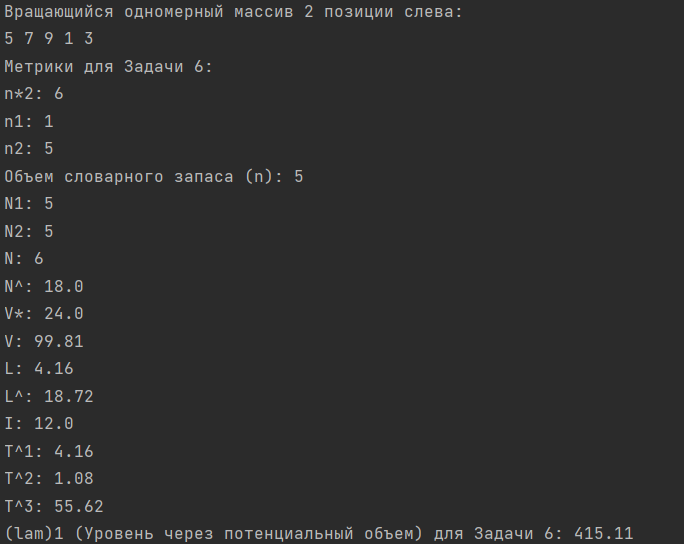 Вращающийся одномерный массив 2 позиции слева:
5 7 9 1 3
Метрики для Задачи 6:
n*2: 6
n1: 1
n2: 5
Объем словарного запаса (n): 5
N1: 5
N2: 5
N: 6
N^: 18.0
V*: 24.0
V: 99.81
L: 4.16
L^: 18.72
I: 12.0
T^1: 4.16
T^2: 1.08
T^3: 55.62
(lam)1 (Уровень через потенциальный объем) для Задачи 6: 415.11